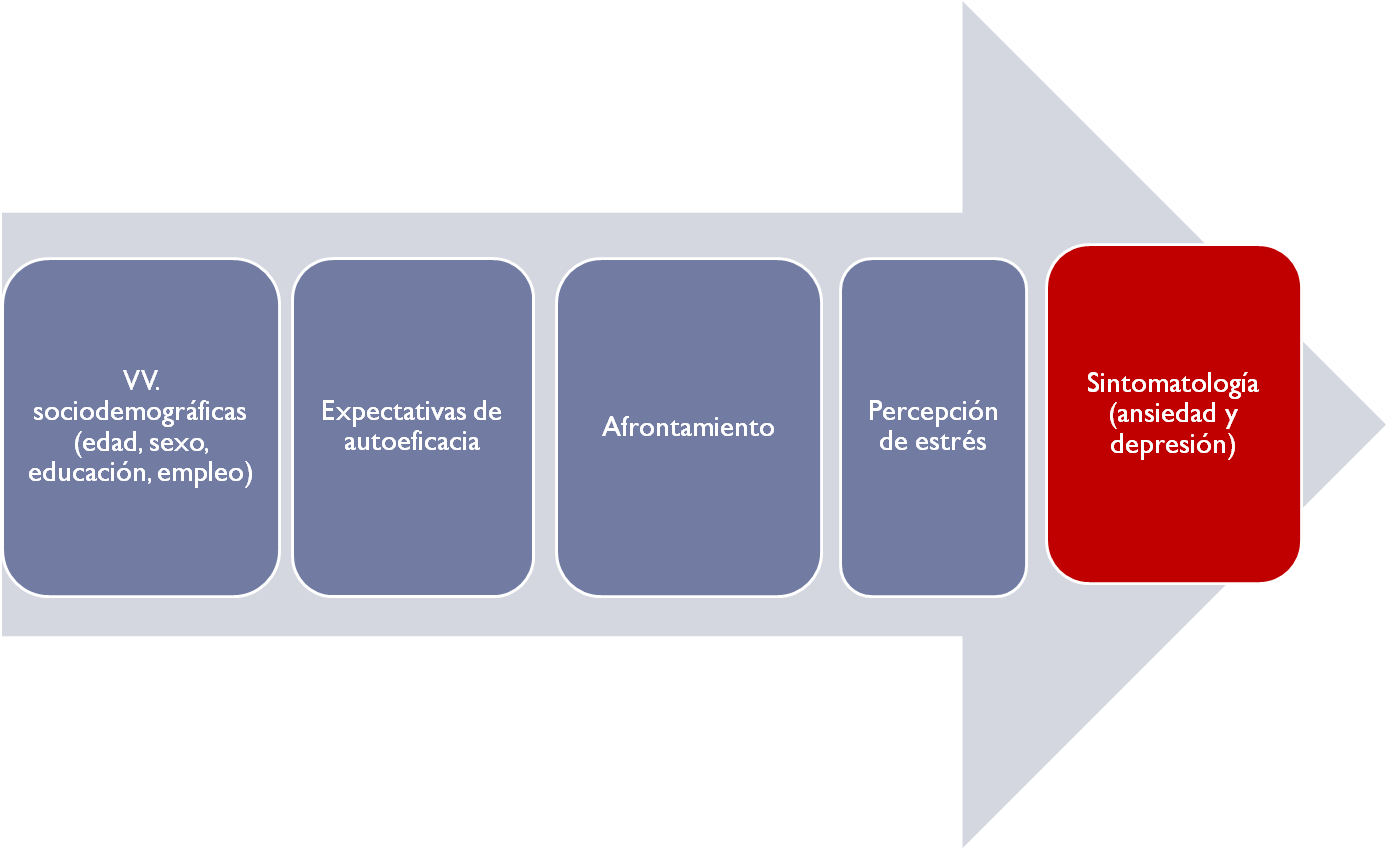 VV.
sociodemográficas
(edad, sexo,
educación, empleo)
Expectativas de
autoeficacia
Afrontamiento
Percepción
de estrés
Sintomatología
(ansiedad y
depresión)